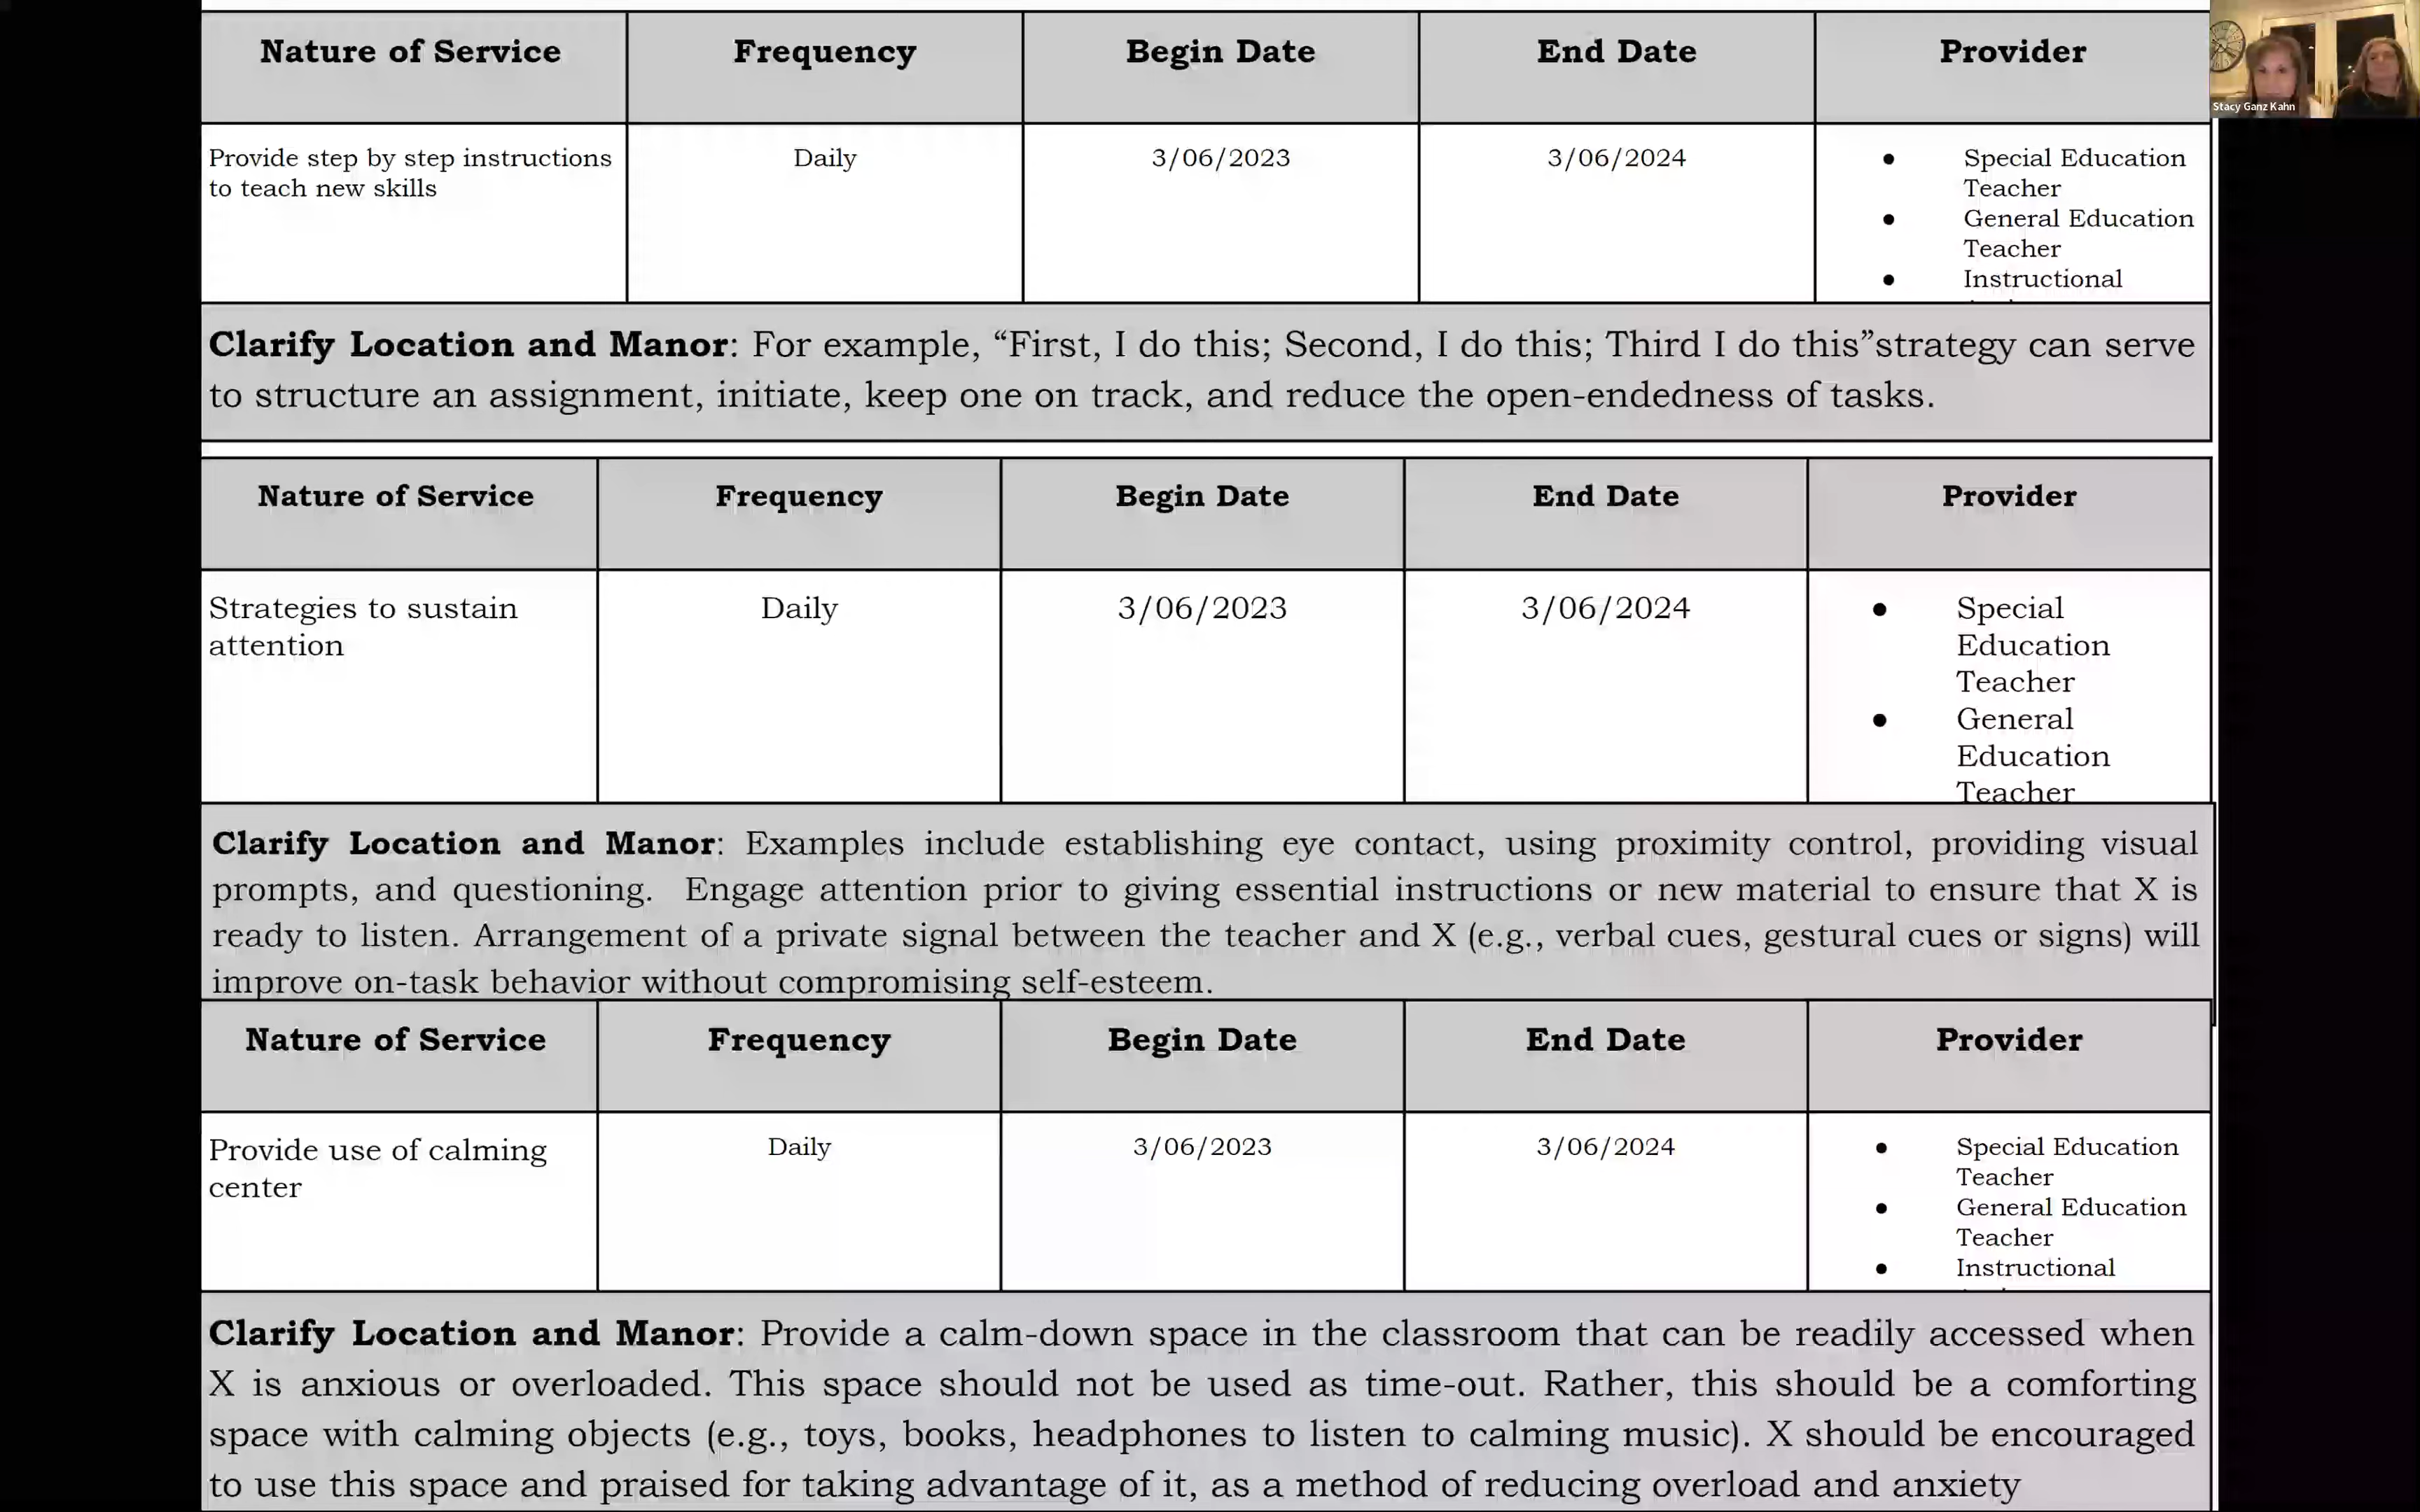 Nature of Service Frequency Begin Date End Date Provider
Stacy Ganz Kahn
Provide step by step instructions
to teach new skills
Daily
3/06/2023
3/06/2024
● Special Education
Teacher
● General Education
Teacher
● Instructional
Clarify Location and Manor: For example, “First, I do this; Second, I do this; Third I do this”strategy can serve
to structure an assignment, initiate, keep one on track, and reduce the open-endedness of tasks.
Nature of Service Frequency Begin Date End Date Provider
Strategies to sustain
attention
Daily
3/06/2023
3/06/2024
● Special
Education
Teacher
● General
Education
Teacher
Clarify Location and Manor: Examples include establishing eye contact, using proximity control, providing visual
prompts, and questioning. Engage attention prior to giving essential instructions or new material to ensure that X is
ready to listen. Arrangement of a private signal between the teacher and X (e.g., verbal cues, gestural cues or signs) will
improve on-task behavior without compromising self-esteem.
Nature of Service Frequency Begin Date End Date Provider
Provide use of calming
center
Daily
3/06/2023
3/06/2024
● Special Education
Teacher
● General Education
Teacher
● Instructional
Clarify Location and Manor: Provide a calm-down space in the classroom that can be readily accessed when
X is anxious or overloaded. This space should not be used as time-out. Rather, this should be a comforting
space with calming objects (e.g., toys, books, headphones to listen to calming music). X should be encouraged
to use this space and praised for taking advantage of it, as a method of reducing overload and anxiety